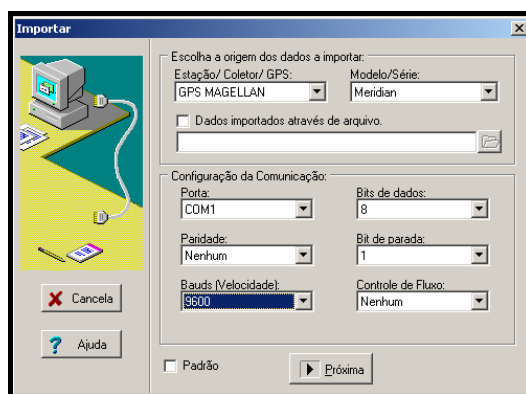 Importar
Escolha a origem dos dados a importar:
Estação/ Coletor/ GPS: Modelo/Série:
GPS MAGELLAN Meridian
Dados importados através de arquivo.
Configuração da Comunicação:
Porta: Bits de dados:
COM1 8
Paridade: Bit de parada:
Nenhum 1
Bauds (Velocidade): Controle de Fluxo:
9600 Nenhum
Cancela
Ajuda
Padrão Próxima